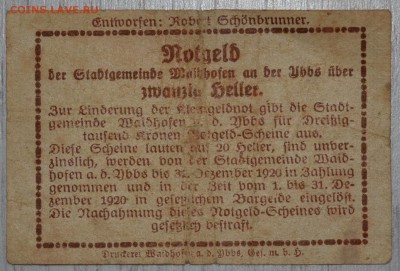 COINS.LAVE.RU
Entworfen: Robert Schönbrunner.
Notgeld
der Stadtgemeinde Waidhofen an der Ybbs über
zwanzig Heller.
Zur Linderung der Kleingeldnot gibt die Stadt-
gemeinde Waidhofen a. d. Ybbs für Dreißig-
tausend Kronen Notgeld-Scheine aus.
Diese Scheine lauten auf 20 Heller, sind unver-
zinslich, werden von der Stadtgemeinde Waid-
hofen a. d. Ybbs bis 31. Dezember 1920 in Zahlung
genommen und in der Zeit vom 1. bis 31. De-
zember 1920 in gesetzlichem Bargelde eingelöst.
Die Nachahmung dieses Notgeld-Scheines wird
gesetzlich bestraft.
Druckerei Waidhofen a. d. Ybbs, Ges. m. b. H.